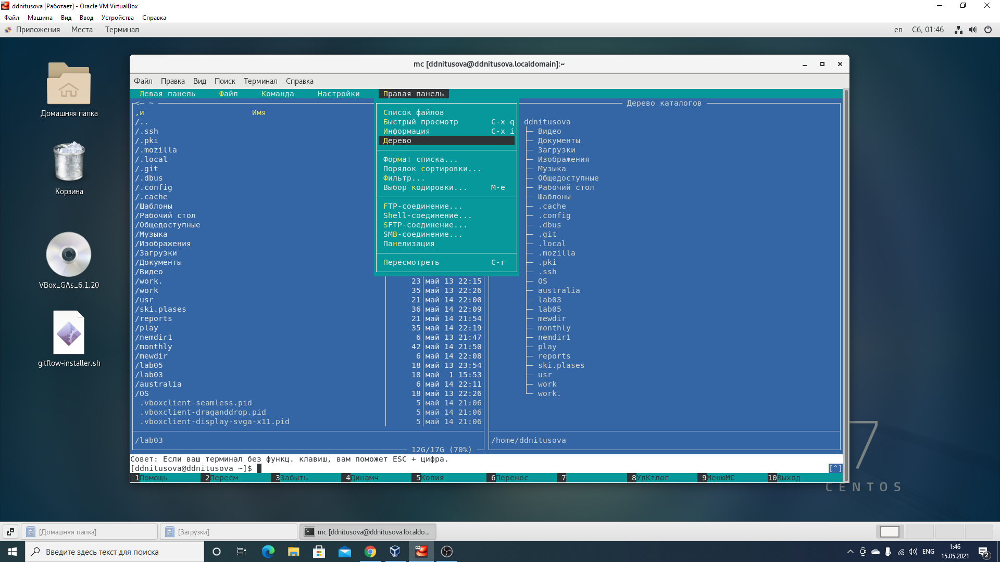 ddnitusova [Работает] - Oracle VM VirtualBox
Файл Машина Вид Ввод Устройства Справка
Приложения Места Терминал en Сб, 01:46
Домашняя папка
Корзина
VBox_GAs_6.1.20
gitflow-installer.sh
mc [ddnitusova@ddnitusova.localdomain]:~
Файл Правка Вид Поиск Терминал Справка
Левая панель Файл Команда Настройки Правая панель
<─ ~
,и Имя
/..
/.ssh
/.pki
/.mozilla
/.local
/.git
/.dbus
/.config
/.cache
/Шаблоны
/Рабочий стол
/Общедоступные
/Музыка
/Изображения
/Загрузки
/Документы
/Видео
/work. 23 май 13 22:15
/work 35 май 13 22:26
/usr 21 май 14 22:00
/ski.plases 36 май 14 22:09
/reports 21 май 14 21:54
/play 35 май 14 22:19
/nemdir1 6 май 13 21:47
/monthly 42 май 14 21:50
/mewdir 6 май 14 22:08
/lab05 18 май 13 23:54
/lab03 18 май 1 15:53
/australia 6 май 14 22:11
/OS 18 май 13 22:26
.vboxclient-seamless.pid 5 май 14 21:06
.vboxclient-draganddrop.pid 5 май 14 21:06
.vboxclient-display-svga-x11.pid 5 май 14 21:06
/lab03
12G/17G (70%)
Список файлов
Быстрый просмотр C-x q
Информация C-x i
Дерево
Формат списка...
Порядок сортировки...
Фильтр...
Выбор кодировки... M-e
FTP-соединение...
Shell-соединение...
SFTP-соединение...
SMB-соединение...
Панелизация
Пересмотреть C-r
Дерево каталогов
ddnitusova
Видео
Документы
Загрузки
Изображения
Музыка
Общедоступные
Рабочий стол
Шаблоны
.cache
.config
.dbus
.git
.local
.mozilla
.pki
.ssh
OS
australia
lab03
lab05
mewdir
monthly
nemdir1
play
reports
ski.plases
usr
work
work.
/home/ddnitusova
Совет: Если ваш терминал без функц. клавиш, вам поможет ESC + цифра.
[ddnitusova@ddnitusova ~]$ [^]
1Помощь 2Пересм 3Забыть 4Динамч 5Копия 6Перенос 7 8УдКтлог 9МенюМС 10Выход
7
CENTOS
[Домашняя папка] [Загрузки] mc [ddnitusova@ddnitusova.localdo...
Введите здесь текст для поиска
ENG
1:46
15.05.2021
2